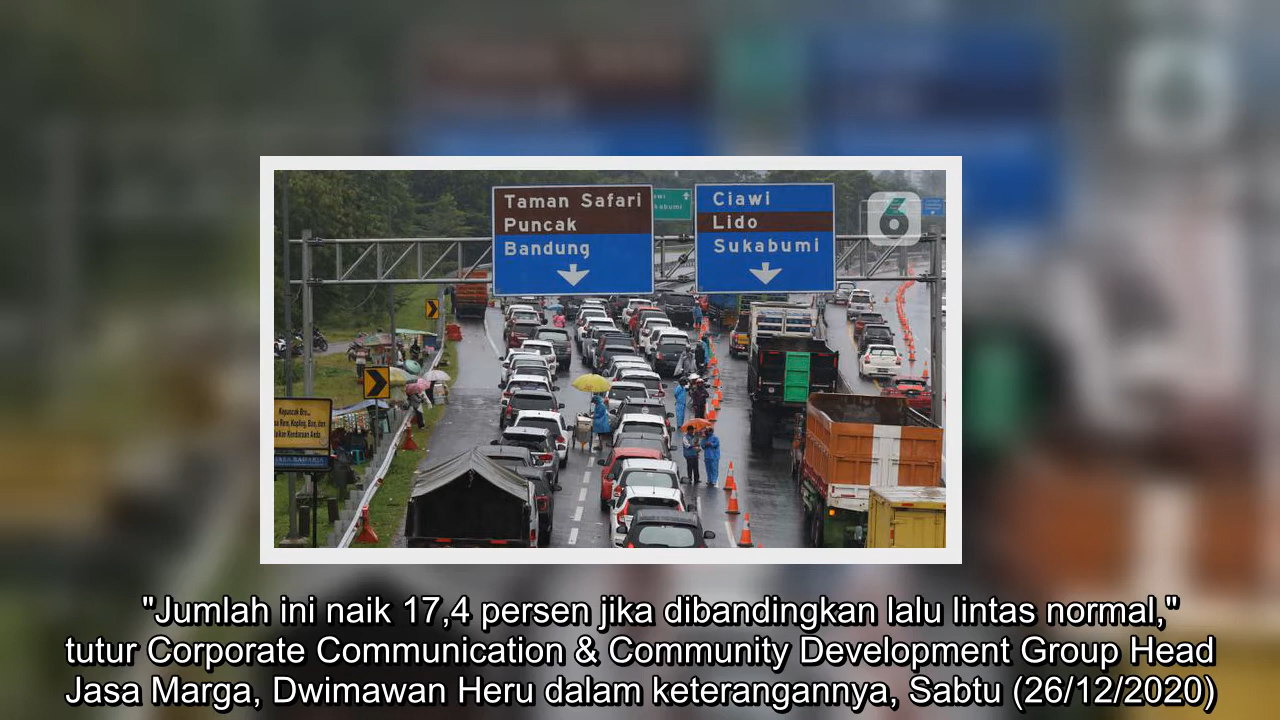 Taman Safari
Puncak
Bandung
Ciawi
Lido
Sukabumi
6
"Jumlah ini naik 17,4 persen jika dibandingkan lalu lintas normal,"
tutur Corporate Communication & Community Development Group Head
Jasa Marga, Dwimawan Heru dalam keterangannya, Sabtu (26/12/2020)